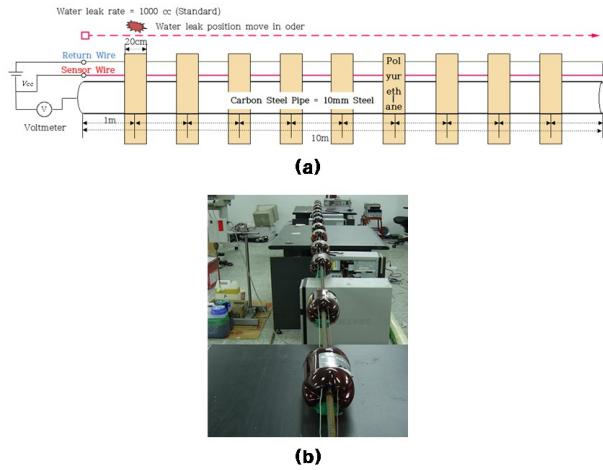 Water leak rate = 1000 cc (Standard)
Water leak position move in oder
20cm
Return Wire
Sensor Wire
Vcc
V
Voltmeter
Pol
yur
eth
ane
Carbon Steel Pipe = 10mm Steel
1m
10m
(a)
(b)